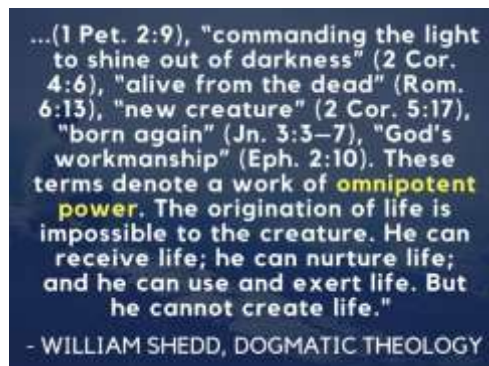 ...(1 Pet. 2:9), "commanding the light
to shine out of darkness" (2 Cor.
4:6), "alive from the dead" (Rom.
6:13), "new creature" (2 Cor. 5:17),
"born again" (Jn. 3:3–7), "God's
workmanship" (Eph. 2:10). These
terms denote a work of omnipotent
power. The origination of life is
impossible to the creature. He can
receive life; he can nurture life;
and he can use and exert life. But
he cannot create life."
- WILLIAM SHEDD, DOGMATIC THEOLOGY